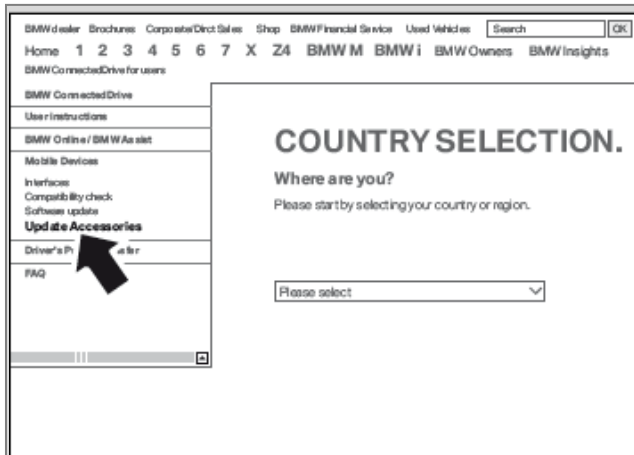 BMW dealer Brochures Corporate/Dirct Sales Shop BMW Financial Service Used Vehicles Search OK
Home 1 2 3 4 5 6 7 X Z4 BMW M BMW i BMW Owners BMW Insights
BMW ConnectedDrive for users
BMW ConnectedDrive
User instructions
BMW Online / BMW Assist
Mobile Devices
Interfaces
Compatibility check
Software update
Update Accessories
Driver's
FAQ
COUNTRY SELECTION.
Where are you?
Please start by selecting your country or region.
Please select